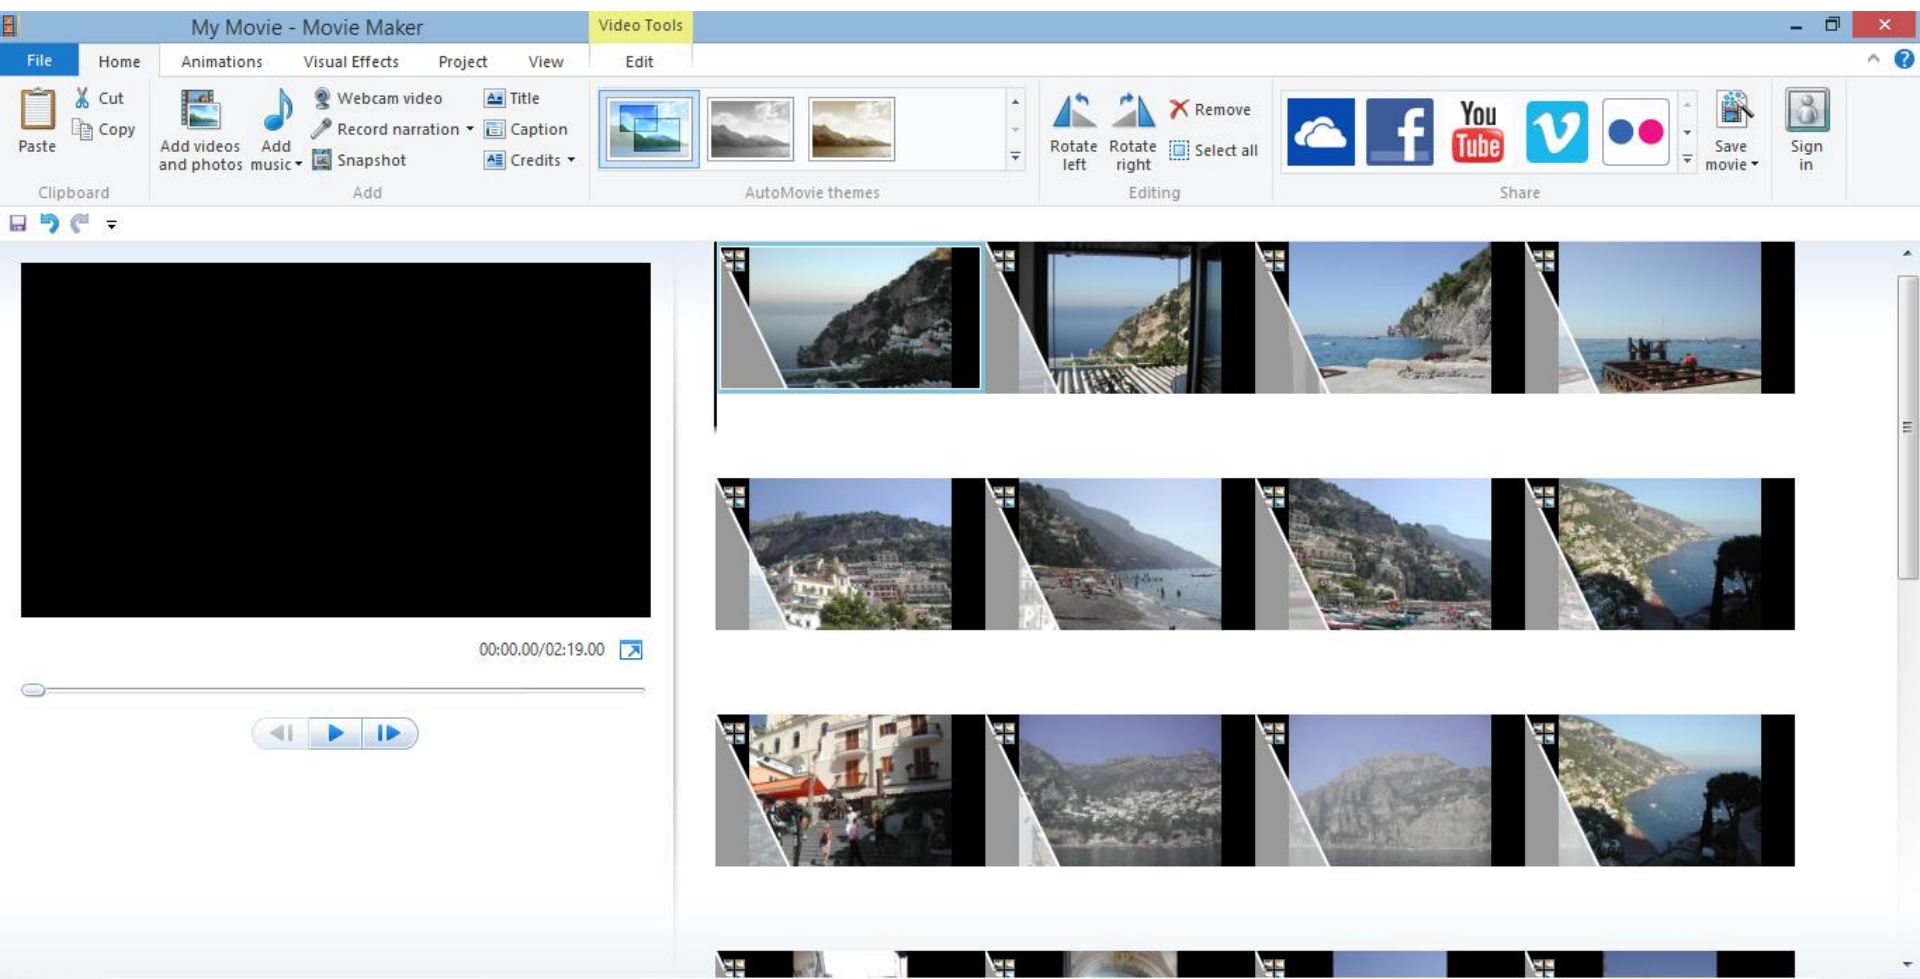 My Movie - Movie Maker
Video Tools
File
Home
Animations
Visual Effects
Project
View
Edit
Paste
Cut
Copy
Clipboard
Add videos
and photos
Add
music
Webcam video
Record narration
Snapshot
Title
Caption
Credits
Add
AutoMovie themes
Rotate
left
Rotate
right
Remove
Select all
Editing
f
You
Tube
Share
Save
movie
Sign
in
00:00.00/02:19.00